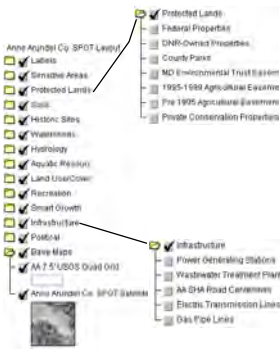 Anne Arundel Co. SPOT-Layout
Labels
Sensitive Areas
Protected Lands
Soils
Historic Sites
Watersheds
Hydrology
Aquatic Resourc
Land Use/Cover
Recreation
Smart Growth
Infrastructure
Political
Base Maps
AA 7.5' USGS Quad Grid
Anne Arundel Co. SPOT Satellite
Protected Lands
Federal Properties
DNR-Owned Properties
County Parks
MD Environmental Trust Easem
1995-1999 Agricultural Easeme
Pre 1995 Agricultural Easemen
Private Conservation Properties
Infrastructure
Power Generating Stations
Wastewater Treatment Plant
AA SHA Road Centerlines
Electric Transmission Lines
Gas Pipe Lines